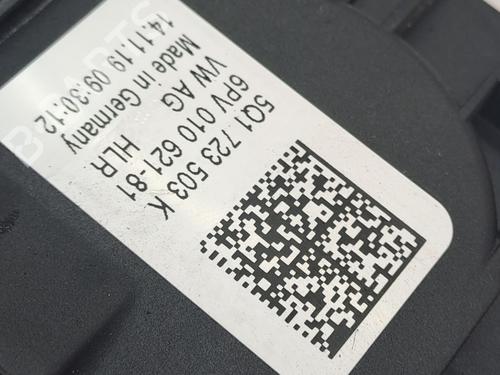 5Q1 723 503 K
6PV 010 621-81
VW AG HLR
Made in Germany
14.11.19 09:30:12